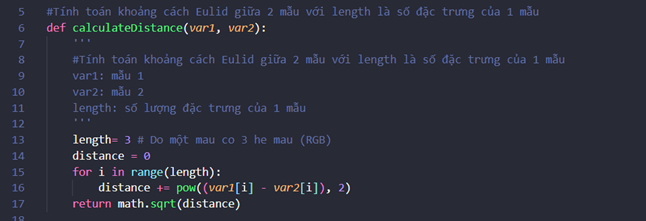 5 #Tính toán khoảng cách Eulid giữa 2 mẫu với length là số đặc trưng của 1 mẫu
6 def calculateDistance(var1, var2):
7 '''
8 #Tính toán khoảng cách Eulid giữa 2 mẫu với length là số đặc trưng của 1 mẫu
9 var1: mẫu 1
10 var2: mẫu 2
11 length: số lượng đặc trưng của 1 mẫu
12 '''
13 length= 3 # Do một mau co 3 he mau (RGB)
14 distance = 0
15 for i in range(length):
16 distance += pow((var1[i] - var2[i]), 2)
17 return math.sqrt(distance)
18